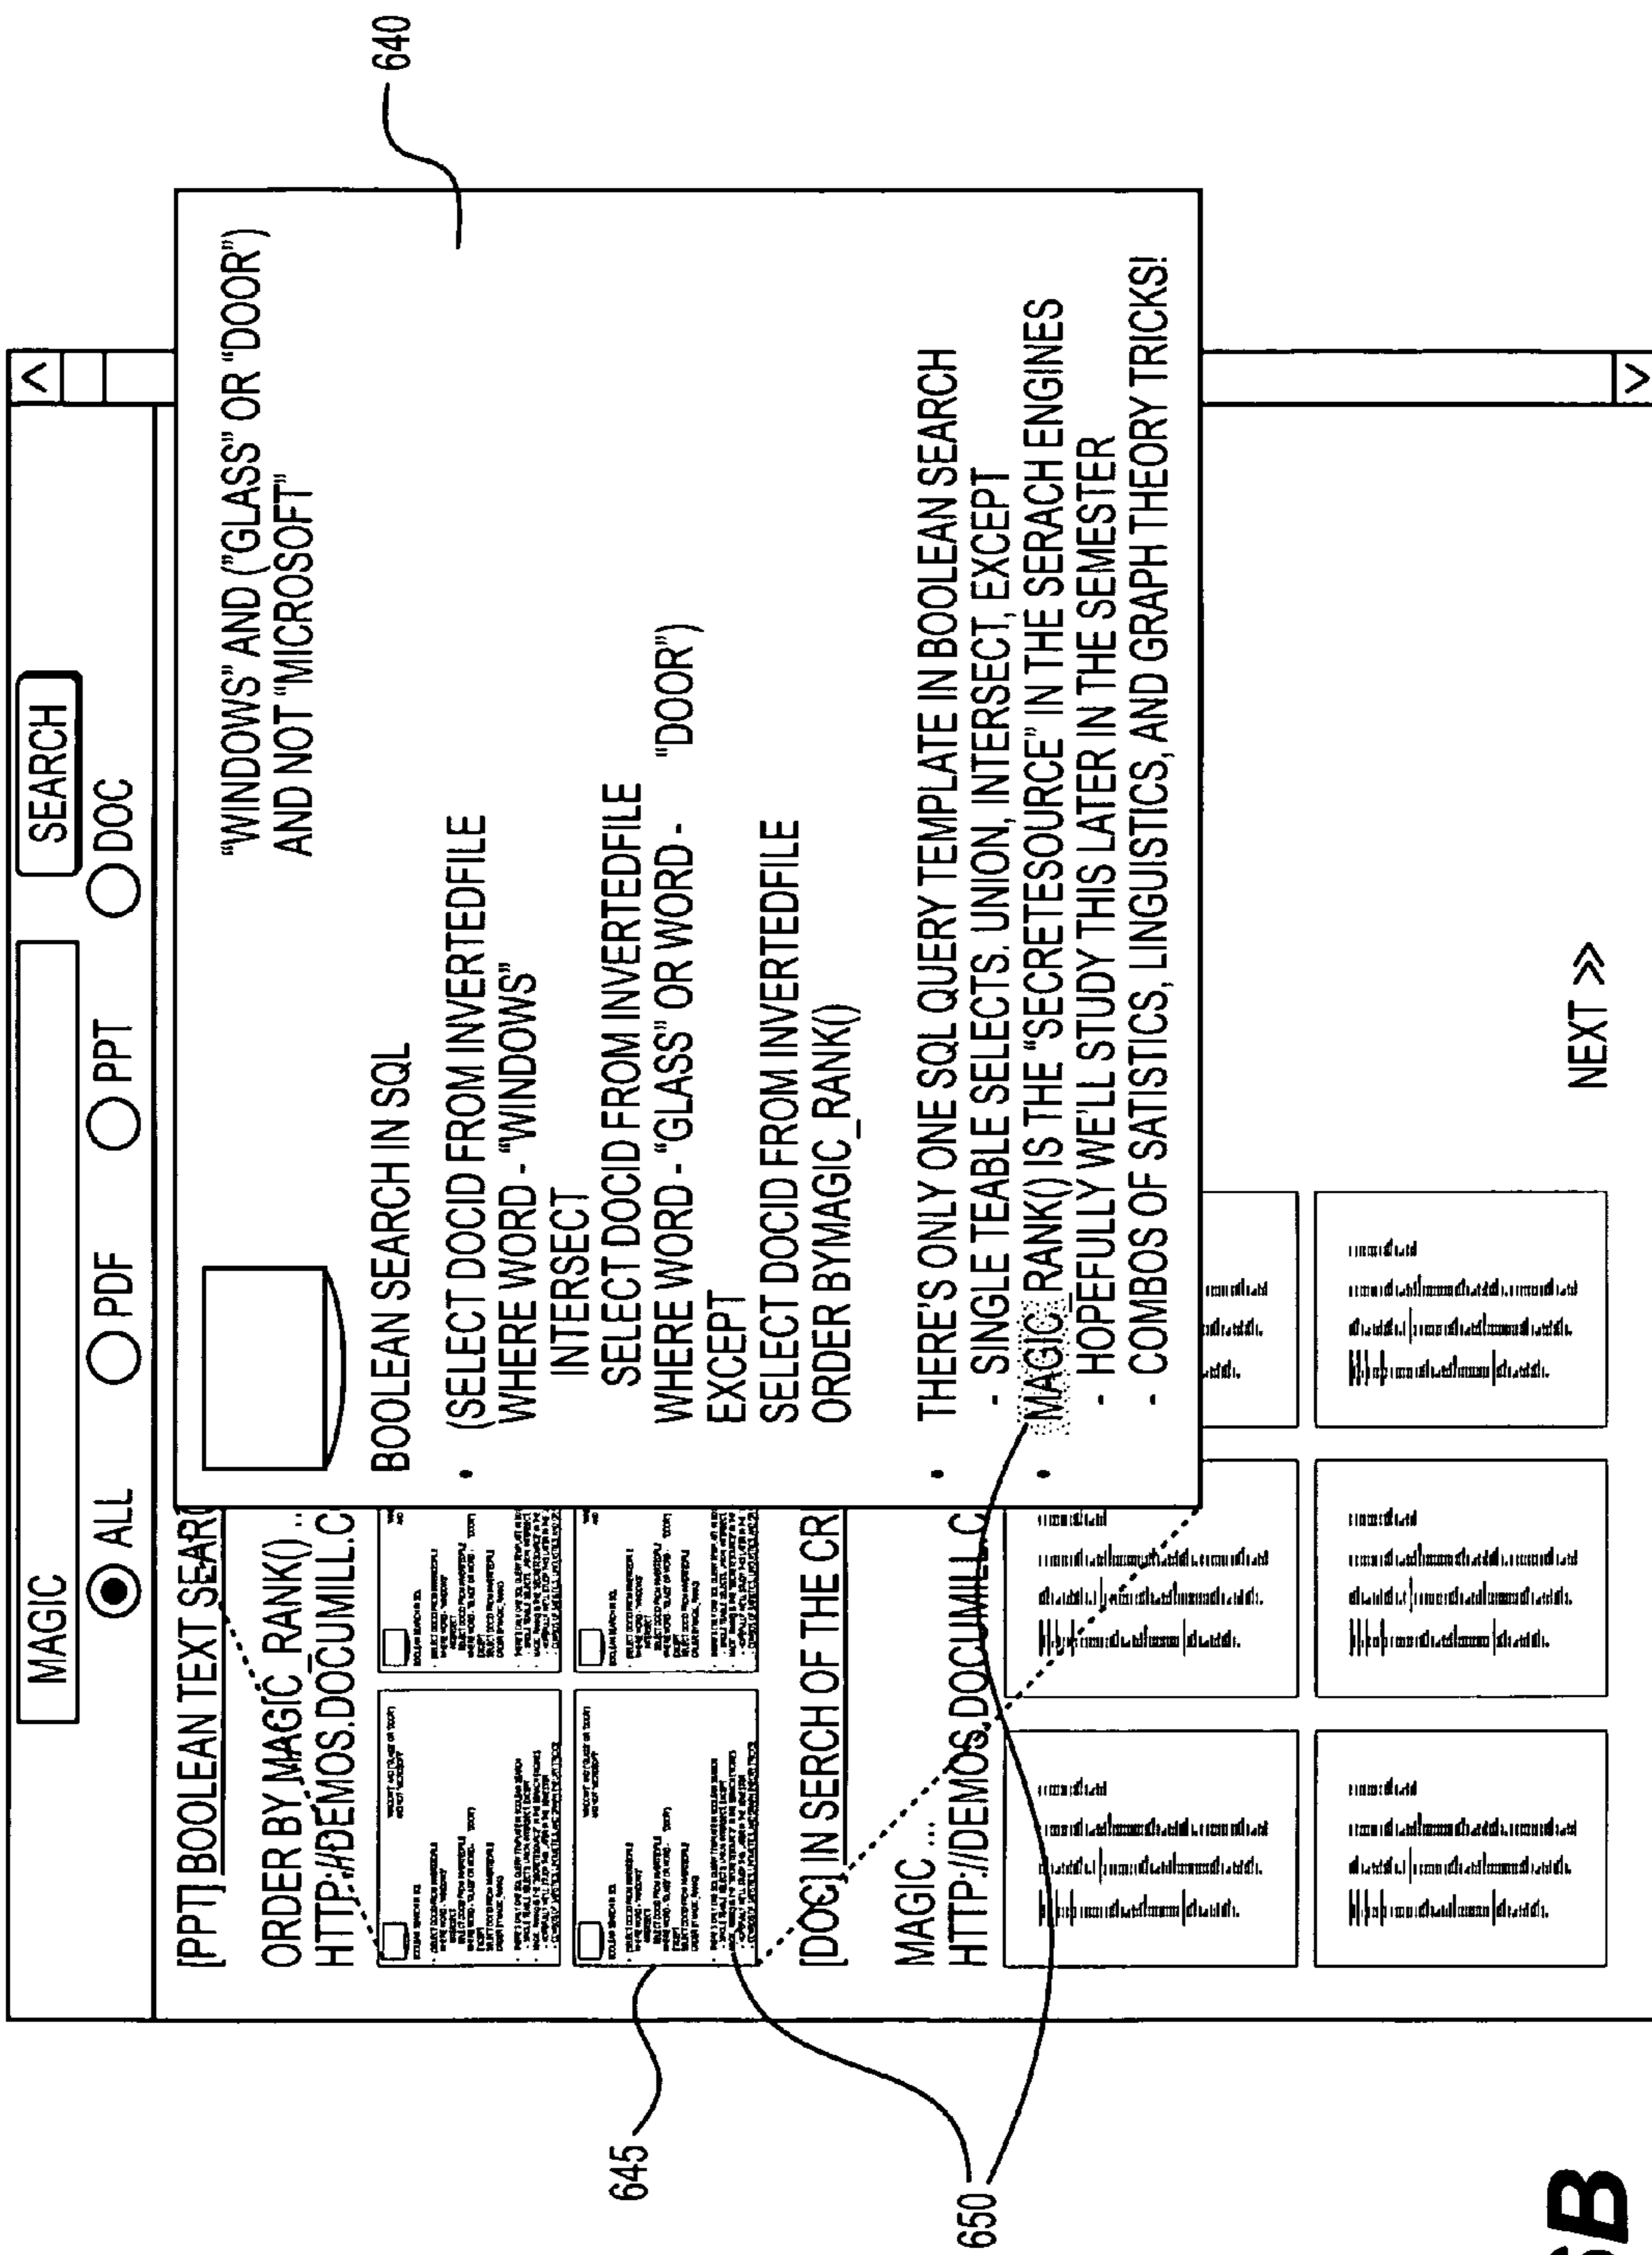 MAGIC
SEARCH
ALL
PDF
PPT
DOC
[PPT] BOOLEAN TEXT SEAR
ORDER BY MAGIC_RANK() ..
HTTP://DEMOS.DOCUMILL.C
"WINDOWS" AND ("GLASS" OR "DOOR")
AND NOT "MICROSOFT"
BOOLEAN SEARCH IN SQL
• (SELECT DOCID FROM INVERTEDFILE
WHERE WORD - "WINDOWS"
INTERSECT
SELECT DOCID FROM INVERTEDFILE
WHERE WORD - "GLASS" OR WORD - "DOOR")
EXCEPT
SELECT DOCID FROM INVERTEDFILE
ORDER BYMAGIC_RANK()
• THERE'S ONLY ONE SQL QUERY TEMPLATE IN BOOLEAN SEARCH
- SINGLE TEABLE SELECTS. UNION, INTERSECT, EXCEPT
• MAGIC_RANK() IS THE "SECRETESOURCE" IN THE SERACH ENGINES
- HOPEFULLY WE'LL STUDY THIS LATER IN THE SEMESTER
- COMBOS OF SATISTICS, LINGUISTICS, AND GRAPH THEORY TRICKS!
[DOC] IN SERCH OF THE CR
MAGIC ...
HTTP://DEMOS.DOCUMILL.C
NEXT >>
640
645
650
6B